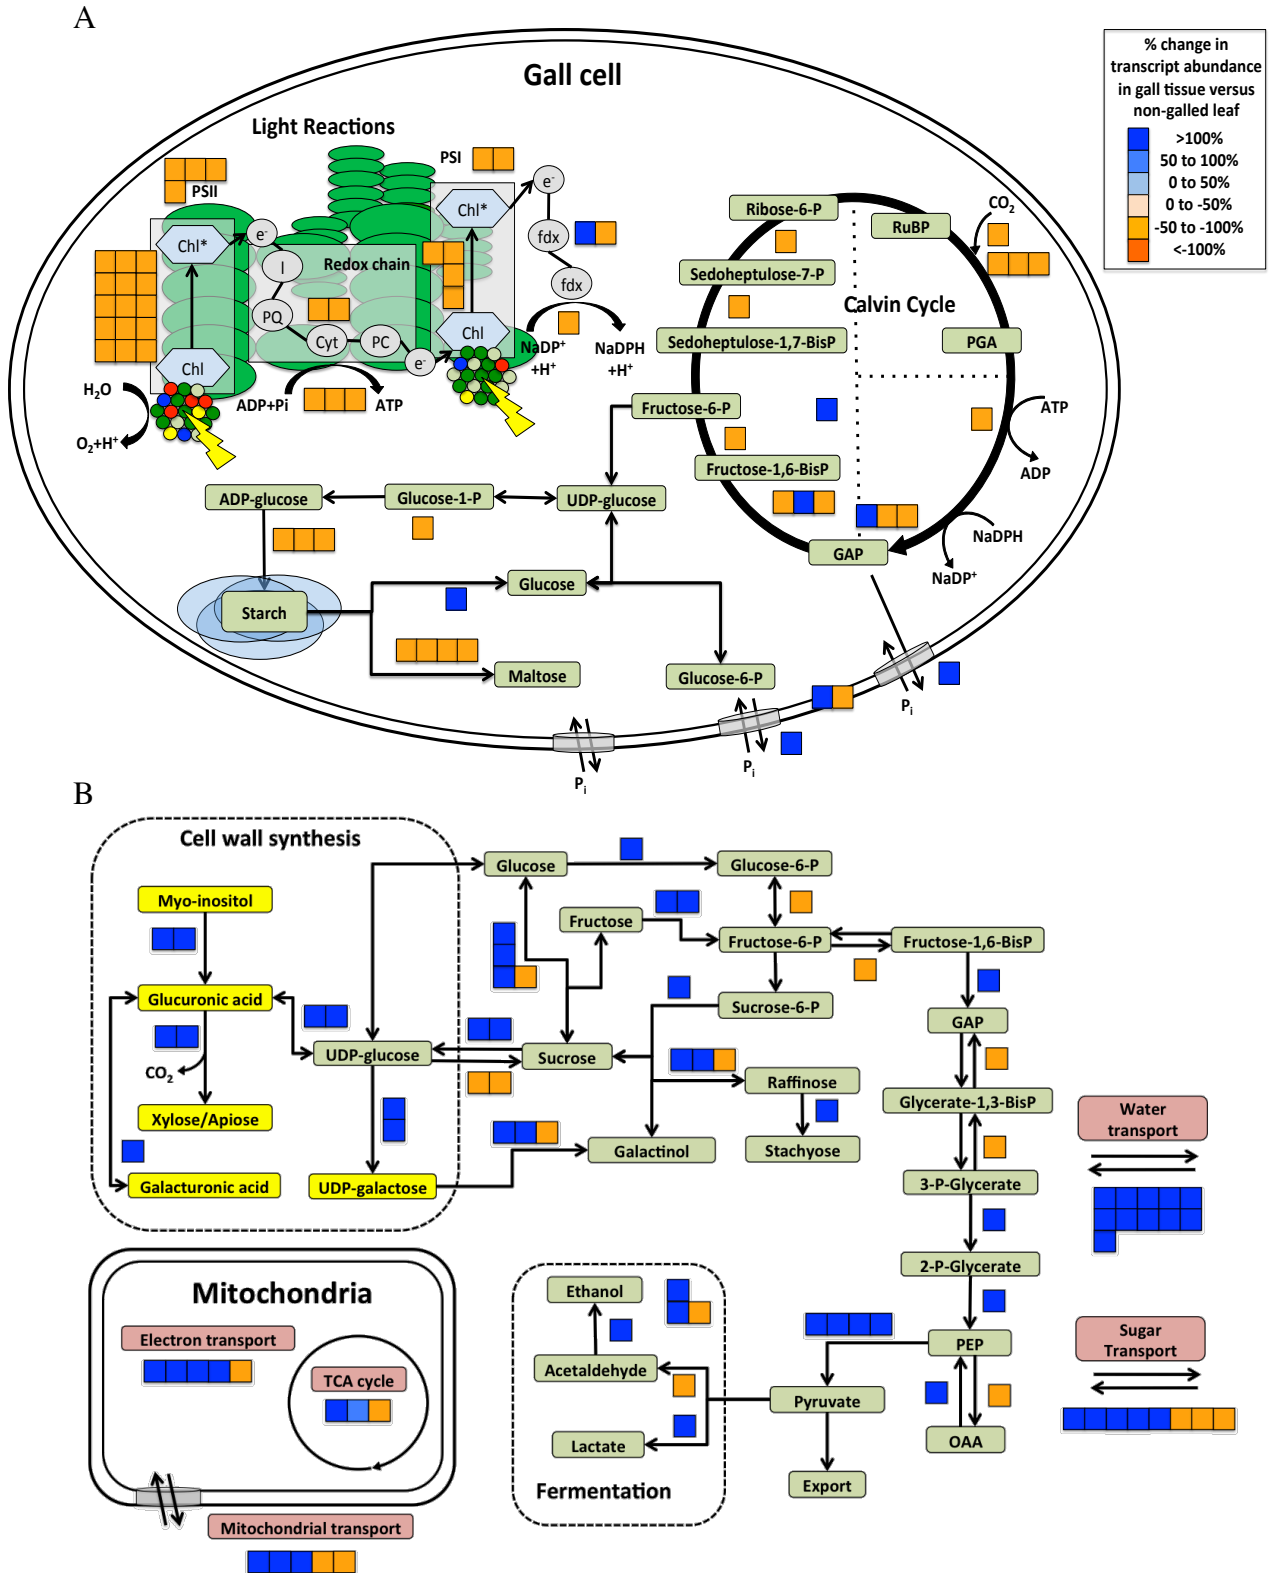 A
Gall cell
% change in
transcript abundance
in gall tissue versus
non-galled leaf
>100%
50 to 100%
0 to 50%
0 to -50%
-50 to -100%
<-100%
Light Reactions
PSII
PSI
Chl*
e-
I
Redox chain
PQ
Cyt
PC
e-
Chl
Chl*
Chl
e-
fdx
fdx
NaDP+
+H+
NaDPH
+H+
H2O
O2+H+
ADP+Pi
ATP
Calvin Cycle
Ribose-6-P
RuBP
CO2
Sedoheptulose-7-P
Sedoheptulose-1,7-BisP
PGA
Fructose-6-P
ATP
ADP
Fructose-1,6-BisP
NaDPH
NaDP+
GAP
ADP-glucose
Glucose-1-P
UDP-glucose
Starch
Glucose
Maltose
Glucose-6-P
Pi
Pi
Pi
B
Cell wall synthesis
Myo-inositol
Glucuronic acid
CO2
Xylose/Apiose
Galacturonic acid
UDP-glucose
UDP-galactose
Glucose
Glucose-6-P
Fructose
Fructose-6-P
Fructose-1,6-BisP
Sucrose-6-P
Sucrose
GAP
Raffinose
Glycerate-1,3-BisP
Galactinol
Stachyose
3-P-Glycerate
2-P-Glycerate
PEP
OAA
Pyruvate
Export
Water
transport
Sugar
Transport
Mitochondria
Electron transport
TCA cycle
Mitochondrial transport
Ethanol
Acetaldehyde
Lactate
Fermentation